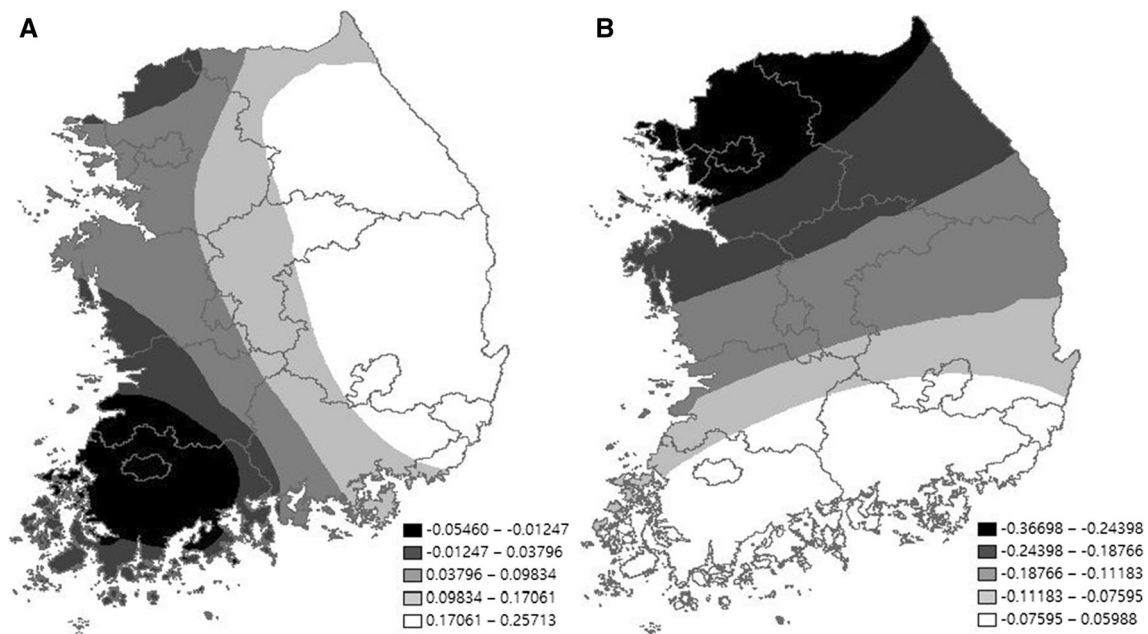 A
B
-0.05460 – -0.01247
-0.01247 – 0.03796
0.03796 – 0.09834
0.09834 – 0.17061
0.17061 – 0.25713
-0.36698 – -0.24398
-0.24398 – -0.18766
-0.18766 – -0.11183
-0.11183 – -0.07595
-0.07595 – 0.05988